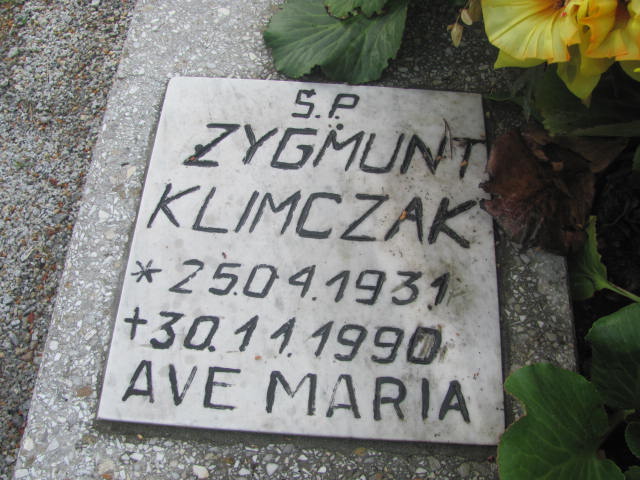 Ś.P.
ZYGMUNT
KLIMCZAK
* 25.04.1931.
+ 30.11.1990
AVE MARIA